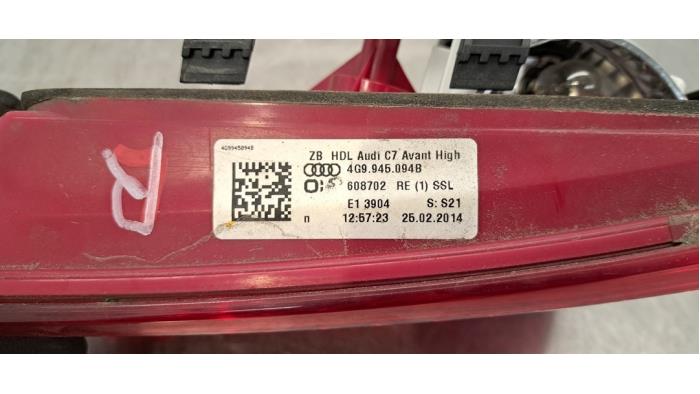 R
4G9945094B
ZB HDL Audi C7 Avant High
4G9.945.094B
608702 RE (1) SSL
E1 3904 S: S21
n 12:57:23 25.02.2014